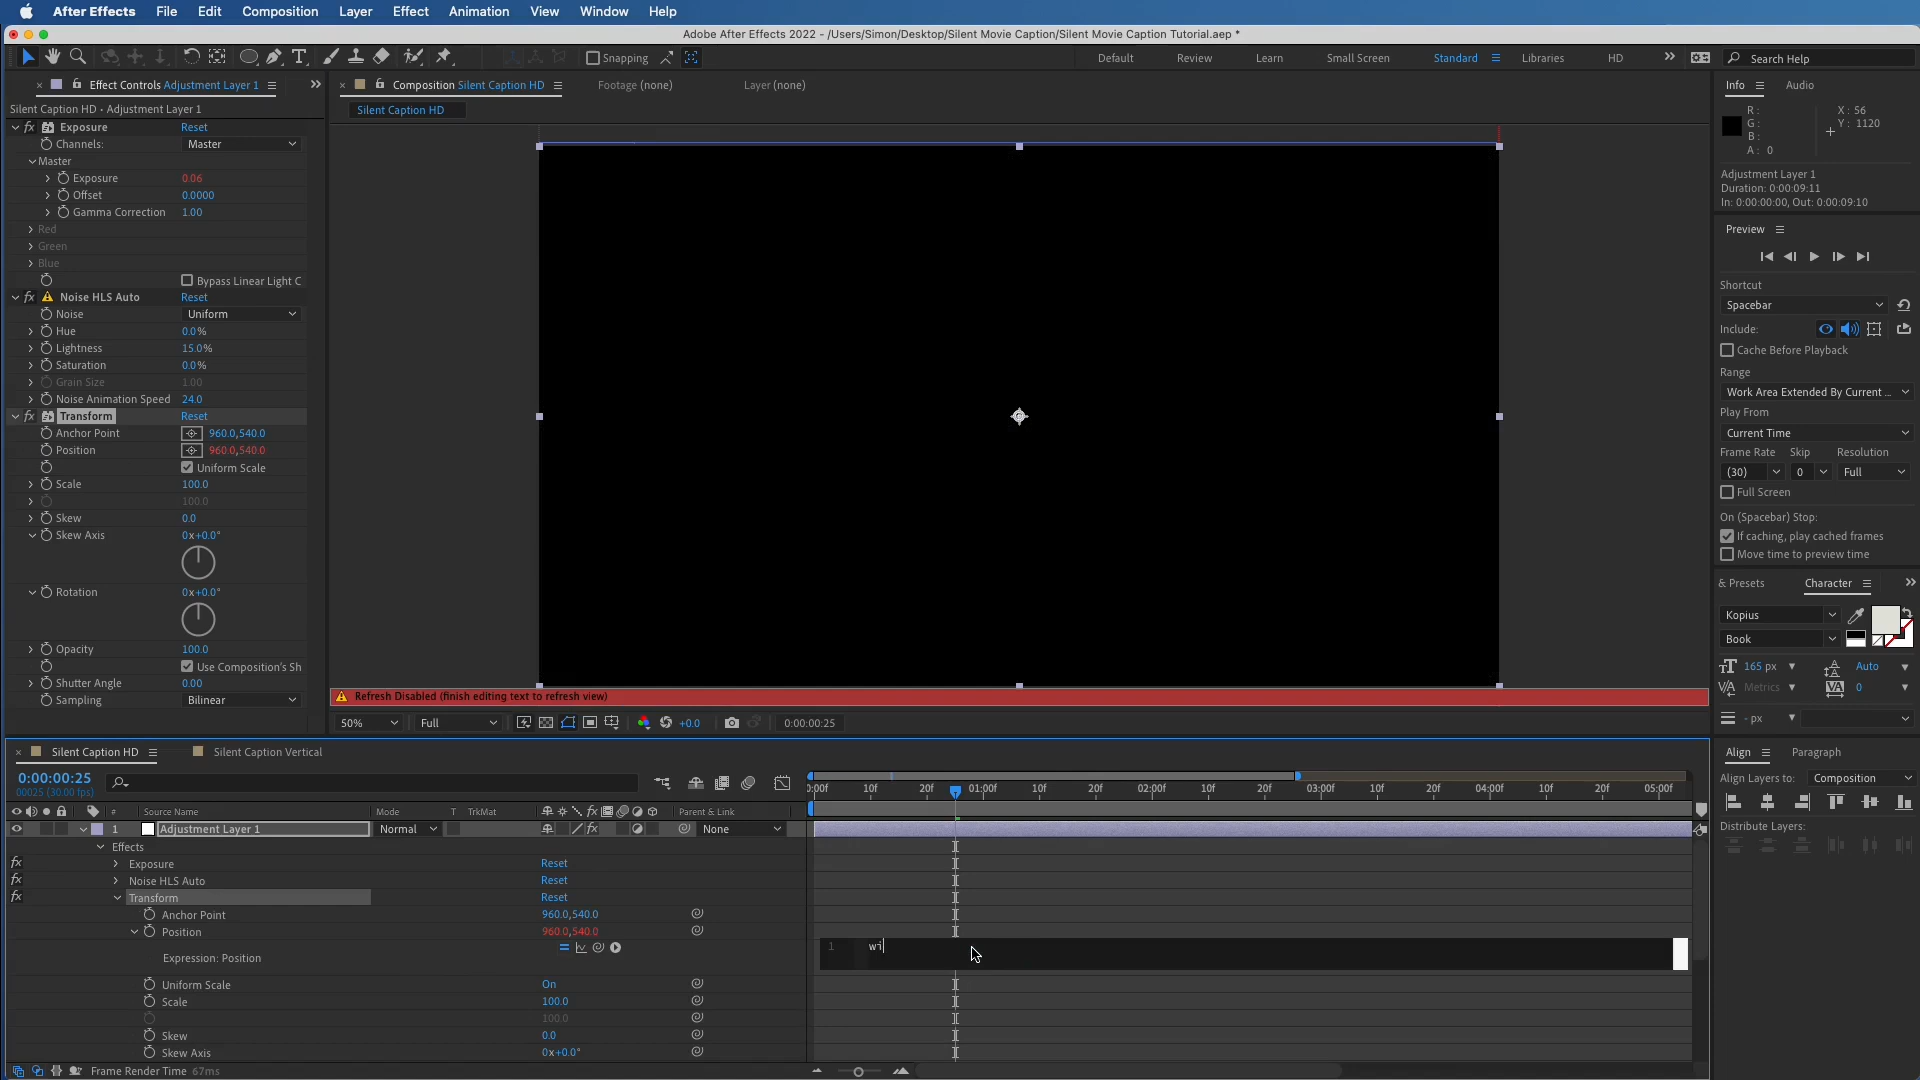 After Effects File Edit Composition Layer Effect Animation View Window Help
Adobe After Effects 2022 - /Users/Simon/Desktop/Silent Movie Caption/Silent Movie Caption Tutorial.aep *
Snapping Default Review Learn Small Screen Standard Libraries HD Search Help
Effect Controls Adjustment Layer 1
Silent Caption HD • Adjustment Layer 1
Exposure Reset
Channels: Master
Master
Exposure 0.06
Offset 0.0000
Gamma Correction 1.00
Red
Green
Blue
Bypass Linear Light C
Noise HLS Auto Reset
Noise Uniform
Hue 0.0%
Lightness 15.0%
Saturation 0.0%
Grain Size 1.00
Noise Animation Speed 24.0
Transform Reset
Anchor Point 960.0,540.0
Position 960.0,540.0
Uniform Scale
Scale 100.0
100.0
Skew 0.0
Skew Axis 0x+0.0°
Rotation 0x+0.0°
Opacity 100.0
Use Composition's Sh
Shutter Angle 0.00
Sampling Bilinear
Composition Silent Caption HD Footage (none) Layer (none)
Silent Caption HD
Refresh Disabled (finish editing text to refresh view)
50% Full +0.0 0:00:00:25
Info Audio
R: X: 56
G: Y: 1120
B:
A: 0
Adjustment Layer 1
Duration: 0:00:09:11
In: 0:00:00:00, Out: 0:00:09:10
Preview
Shortcut
Spacebar
Include:
Cache Before Playback
Range
Work Area Extended By Current ...
Play From
Current Time
Frame Rate Skip Resolution
(30) 0 Full
Full Screen
On (Spacebar) Stop:
If caching, play cached frames
Move time to preview time
& Presets Character
Kopius
Book
165 px Auto
Metrics 0
- px
Align Paragraph
Align Layers to: Composition
Distribute Layers:
Silent Caption HD Silent Caption Vertical
0:00:00:25
00025 (30.00 fps)
0:00f 10f 20f 01:00f 10f 20f 02:00f 10f 20f 03:00f 10f 20f 04:00f 10f 20f 05:00f
# Source Name Mode T TrkMat Parent & Link
1 Adjustment Layer 1 Normal None
Effects
Exposure Reset
Noise HLS Auto Reset
Transform Reset
Anchor Point 960.0,540.0
Position 960.0,540.0
Expression: Position
1 wi
Uniform Scale On
Scale 100.0
100.0
Skew 0.0
Skew Axis 0x+0.0°
Frame Render Time 67ms